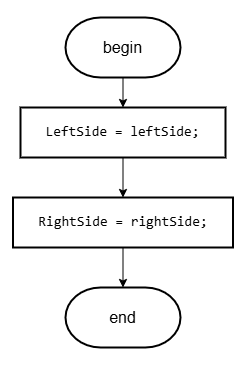 begin
LeftSide = leftSide;
RightSide = rightSide;
end